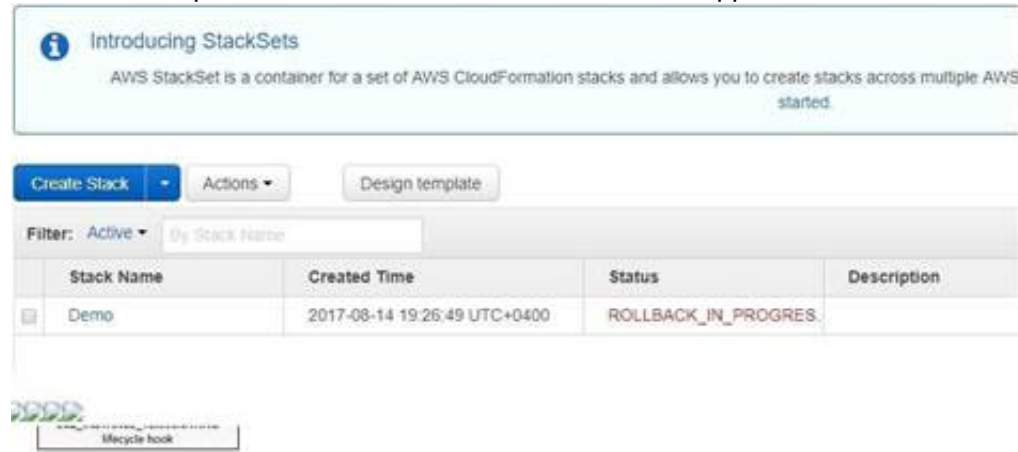 Introducing StackSets
AWS StackSet is a container for a set of AWS CloudFormation stacks and allows you to create stacks across multiple AWS
started.
Create Stack Actions Design template
Filter: Active By Stack Name
Stack Name Created Time Status Description
Demo 2017-08-14 19:26:49 UTC+0400 ROLLBACK_IN_PROGRES.
lifecycle hook